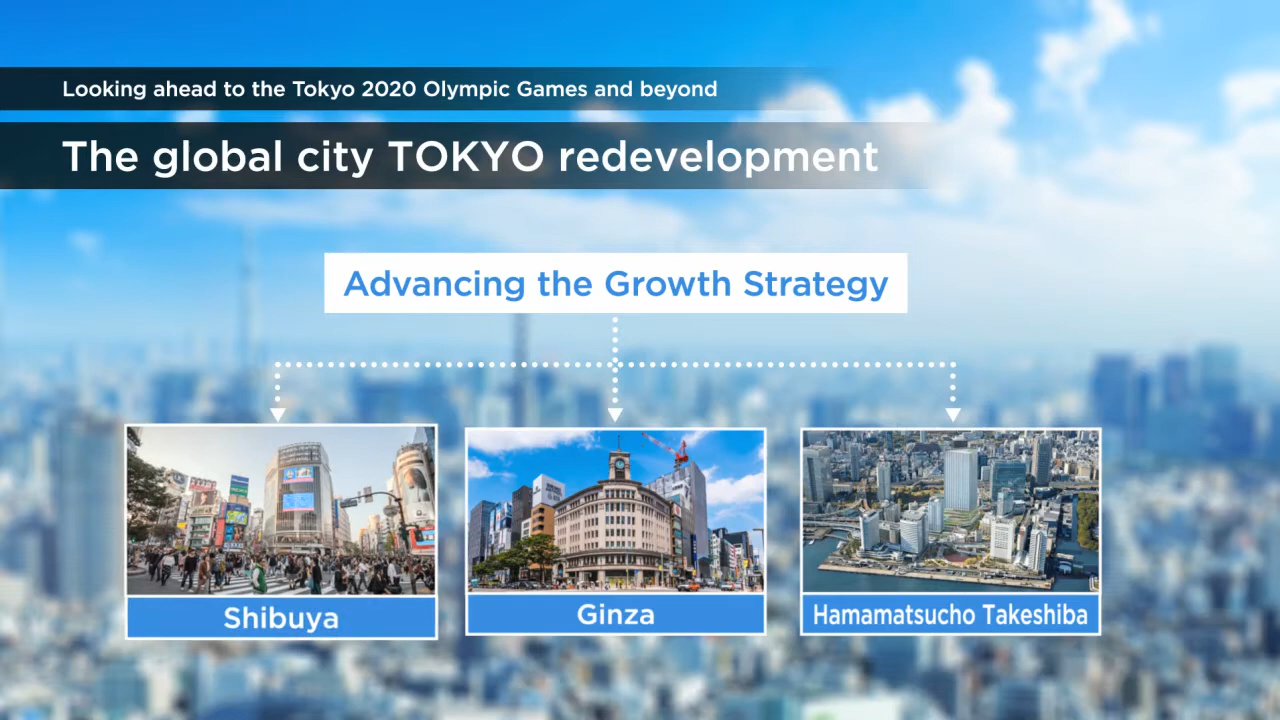 Looking ahead to the Tokyo 2020 Olympic Games and beyond
The global city TOKYO redevelopment
Advancing the Growth Strategy
Shibuya
Ginza
Hamamatsucho Takeshiba